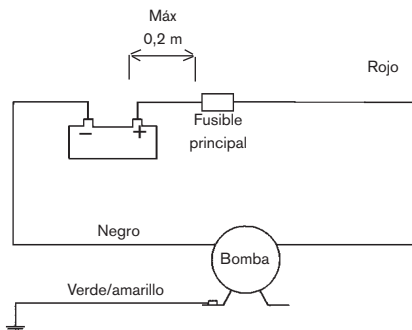 Máx
0,2 m
Rojo
− +
Fusible
principal
Negro
Bomba
Verde/amarillo